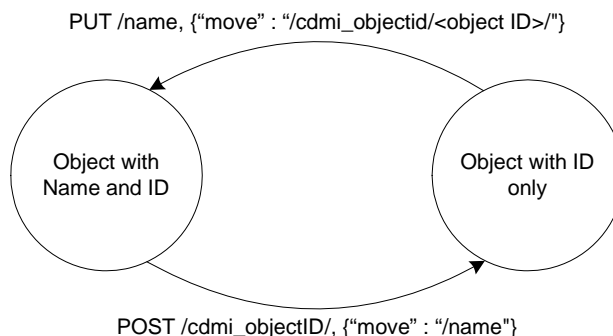 PUT /name, {“move” : “/cdmi_objectid/<object ID>/"}
Object with
Name and ID
Object with ID
only
POST /cdmi_objectID/, {“move” : “/name"}